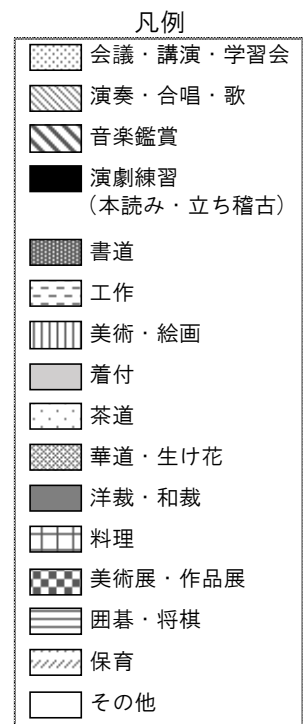 凡例
会議・講演・学習会
演奏・合唱・歌
音楽鑑賞
演劇練習
（本読み・立ち稽古）
書道
工作
美術・絵画
着付
茶道
華道・生け花
洋裁・和裁
料理
美術展・作品展
囲碁・将棋
保育
その他